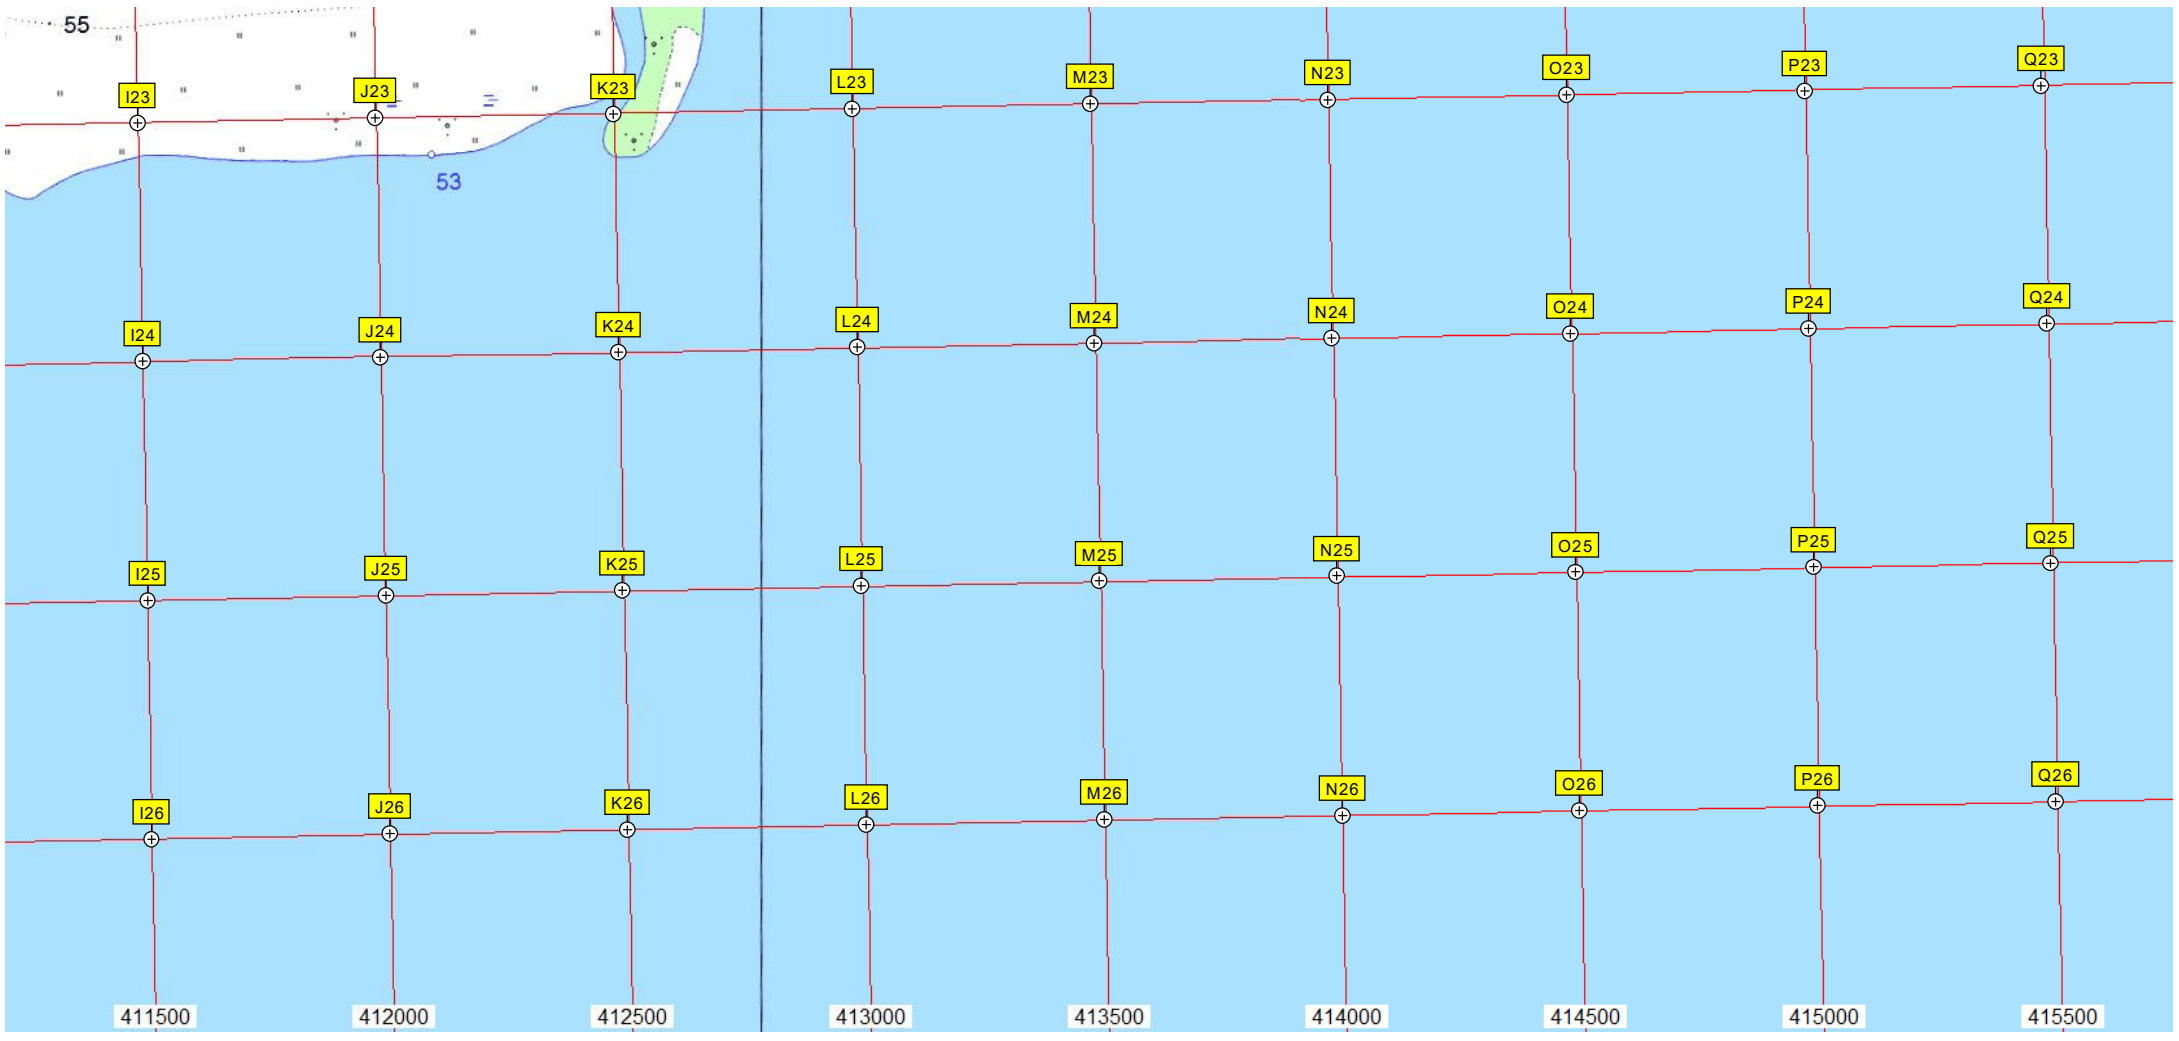 55
I23 J23 K23 L23 M23 N23 O23 P23 Q23
53
I24 J24 K24 L24 M24 N24 O24 P24 Q24
I25 J25 K25 L25 M25 N25 O25 P25 Q25
I26 J26 K26 L26 M26 N26 O26 P26 Q26
411500 412000 412500 413000 413500 414000 414500 415000 415500